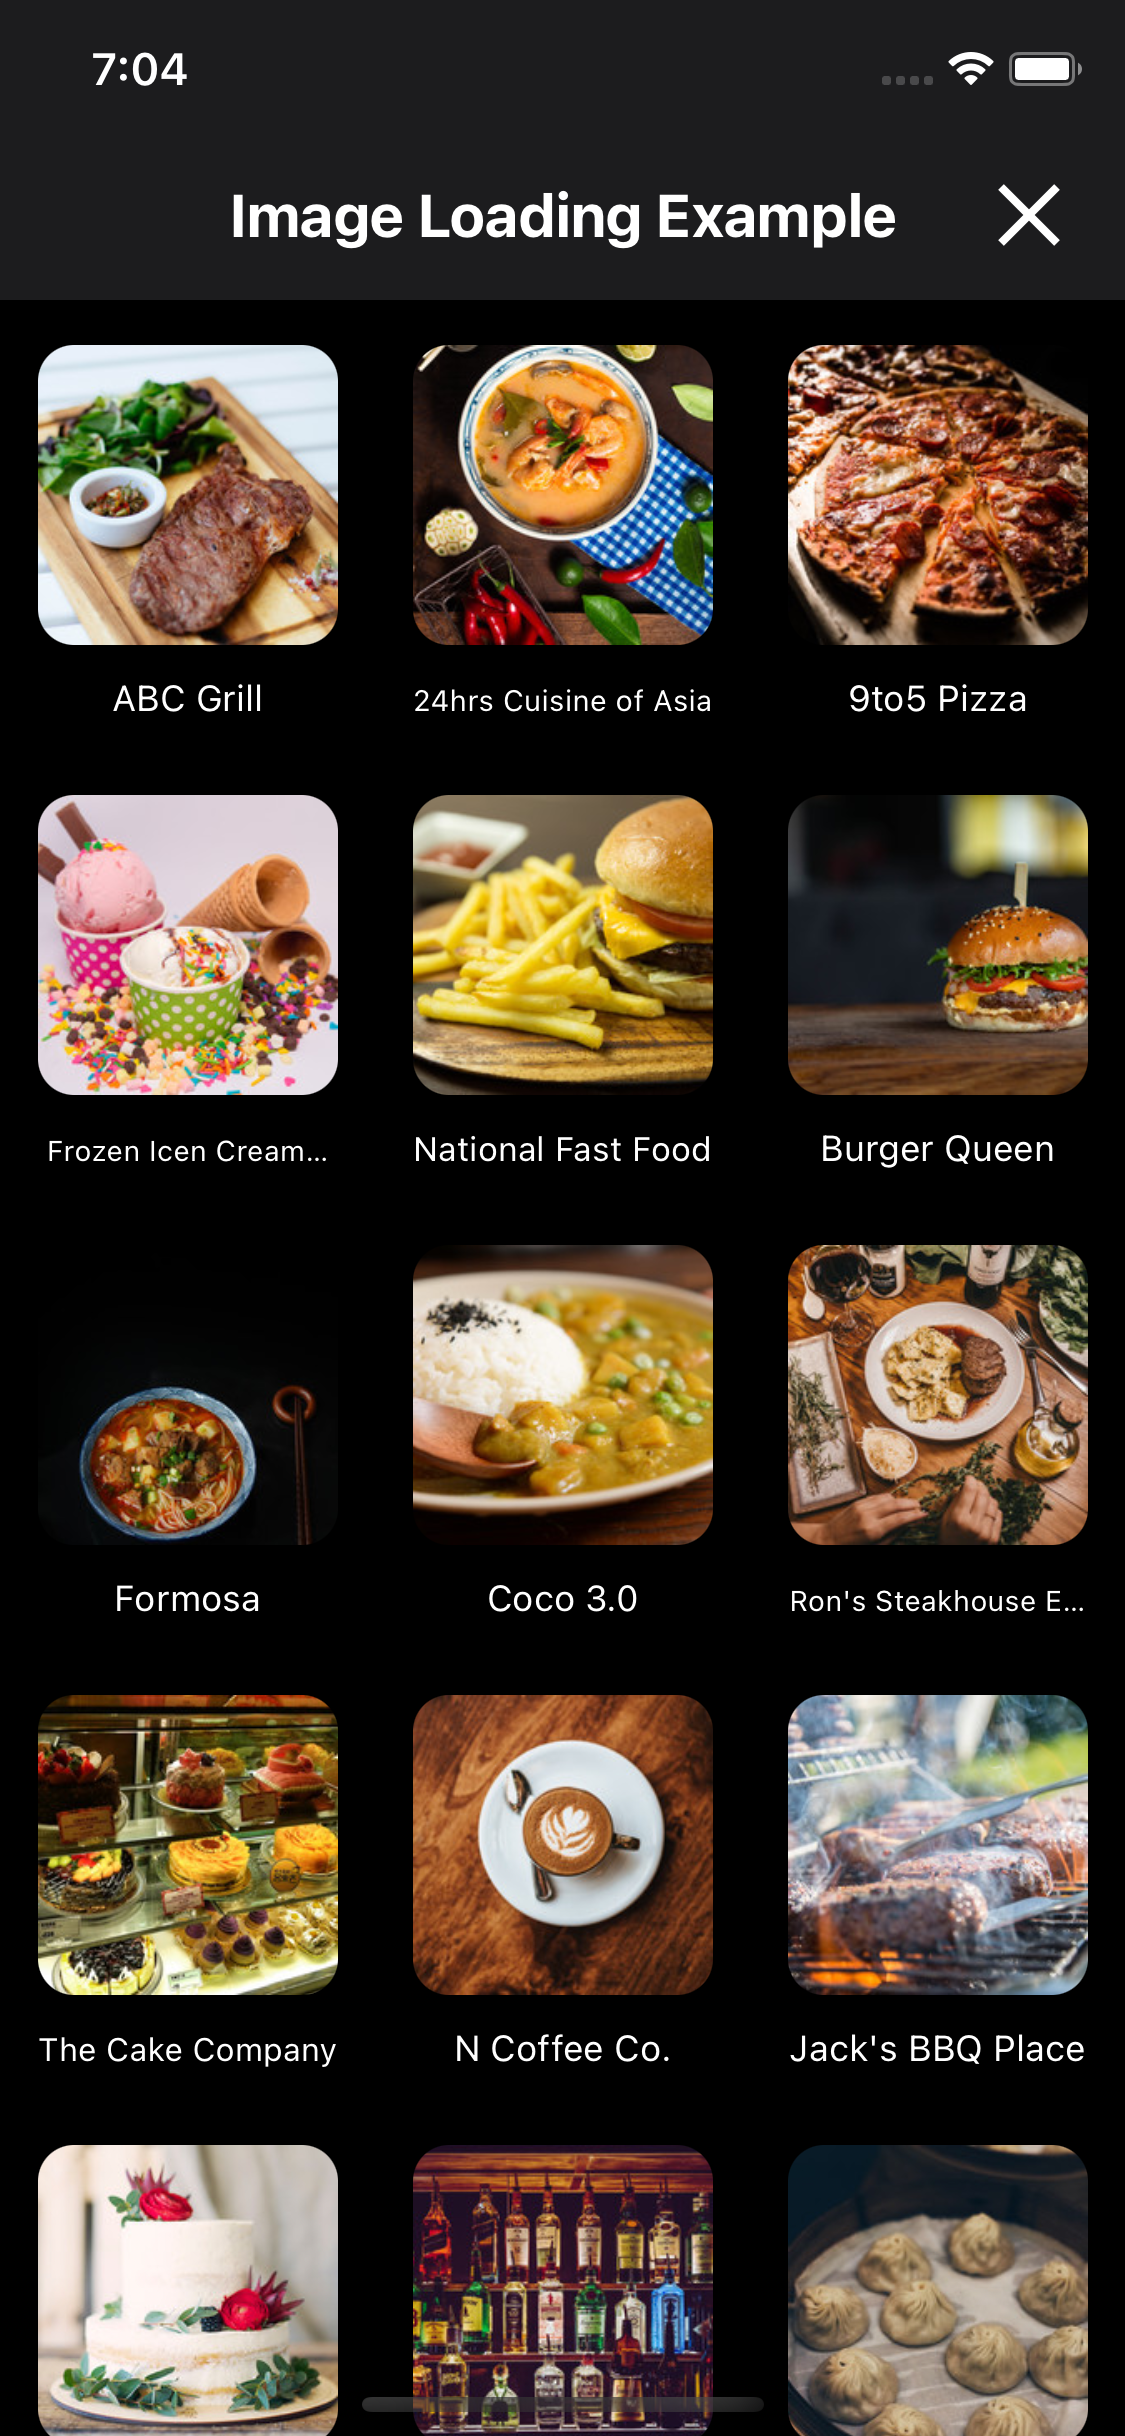 7:04
Image Loading Example
ABC Grill
24hrs Cuisine of Asia
9to5 Pizza
Frozen Icen Cream...
National Fast Food
Burger Queen
Formosa
Coco 3.0
Ron's Steakhouse E...
The Cake Company
N Coffee Co.
Jack's BBQ Place